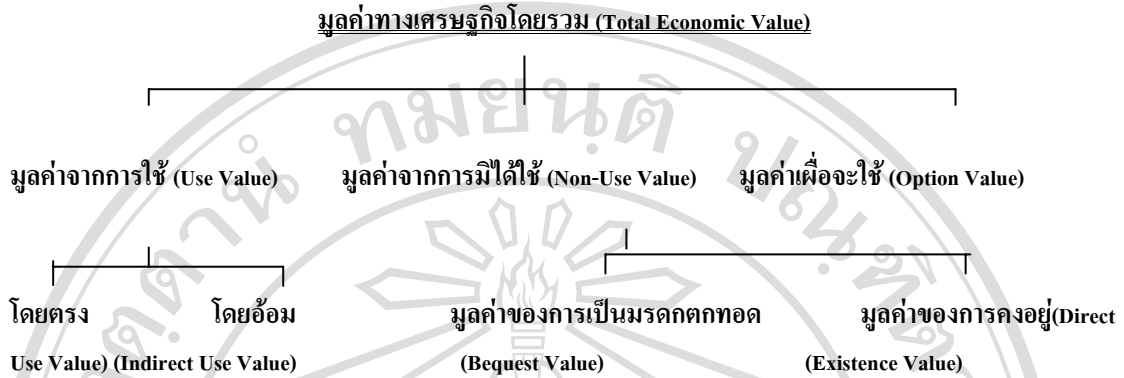 มูลค่าทางเศรษฐกิจโดยรวม (Total Economic Value)
มูลค่าจากการใช้ (Use Value) มูลค่าจากการมิได้ใช้ (Non-Use Value) มูลค่าเผื่อจะใช้ (Option Value)
โดยตรง โดยอ้อม มูลค่าของการเป็นมรดกตกทอด มูลค่าของการคงอยู่(Direct
Use Value) (Indirect Use Value) (Bequest Value) (Existence Value)